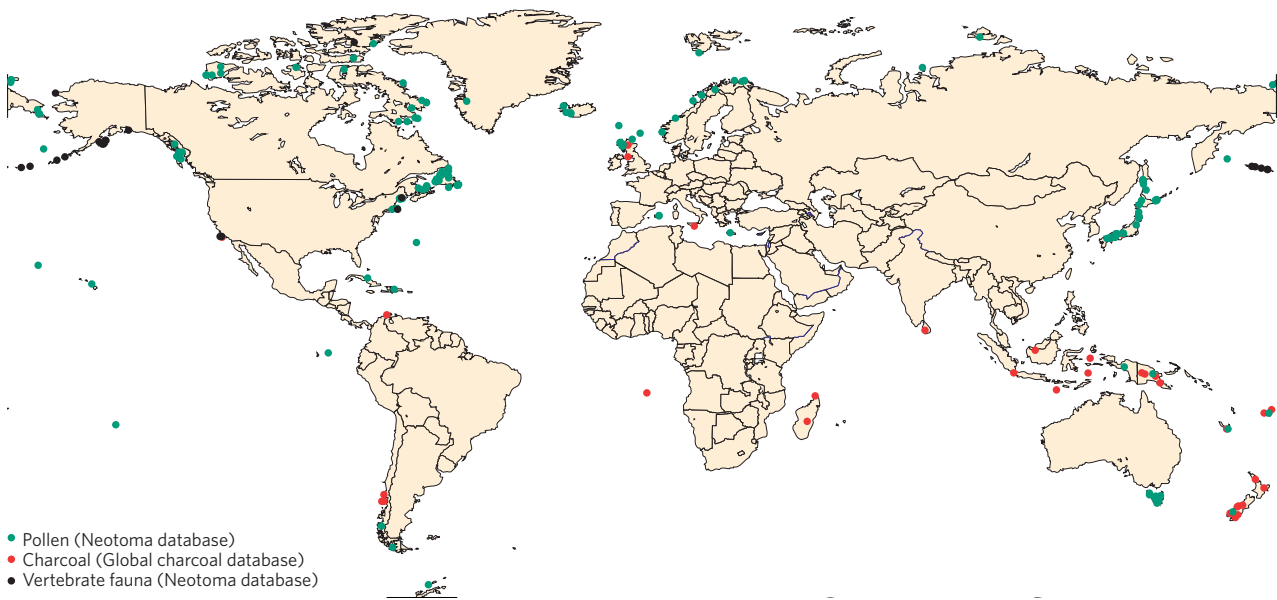 Pollen (Neotoma database)
Charcoal (Global charcoal database)
Vertebrate fauna (Neotoma database)